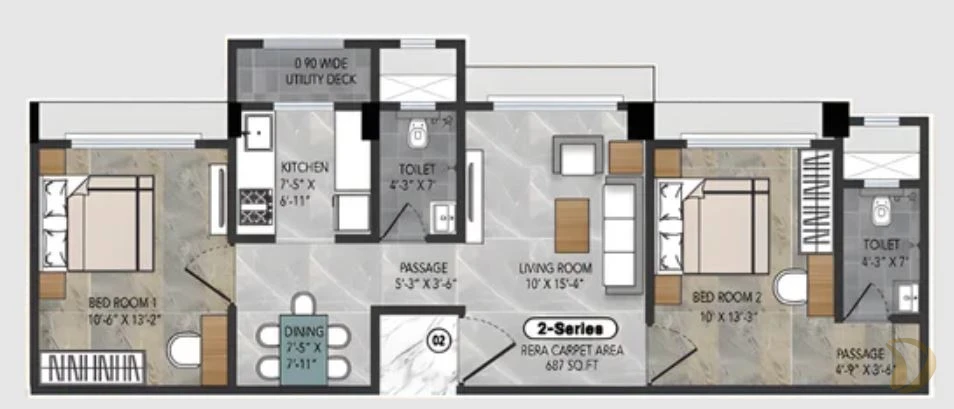 0.90 WIDE
UTILITY DECK
KITCHEN
7'-5" X
6'-11"
TOILET
4'-3" X 7'
BED ROOM 1
10'-6" X 13'-2"
PASSAGE
5'-3" X 3'-6"
LIVING ROOM
10' X 15'-4"
DINING
7'-5" X
7'-11"
02
2-Series
RERA CARPET AREA
687 SQ.FT
BED ROOM 2
10' X 13'-3"
TOILET
4'-3" X 7'
PASSAGE
4'-9" X 3'-6"